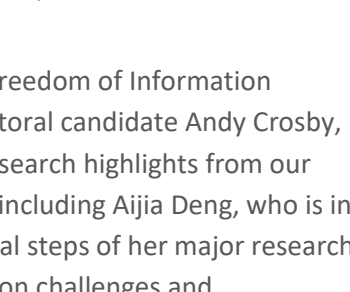 reedom of Information
toral candidate Andy Crosby,
search highlights from our
including Aijia Deng, who is in
al steps of her major research
on challenges and